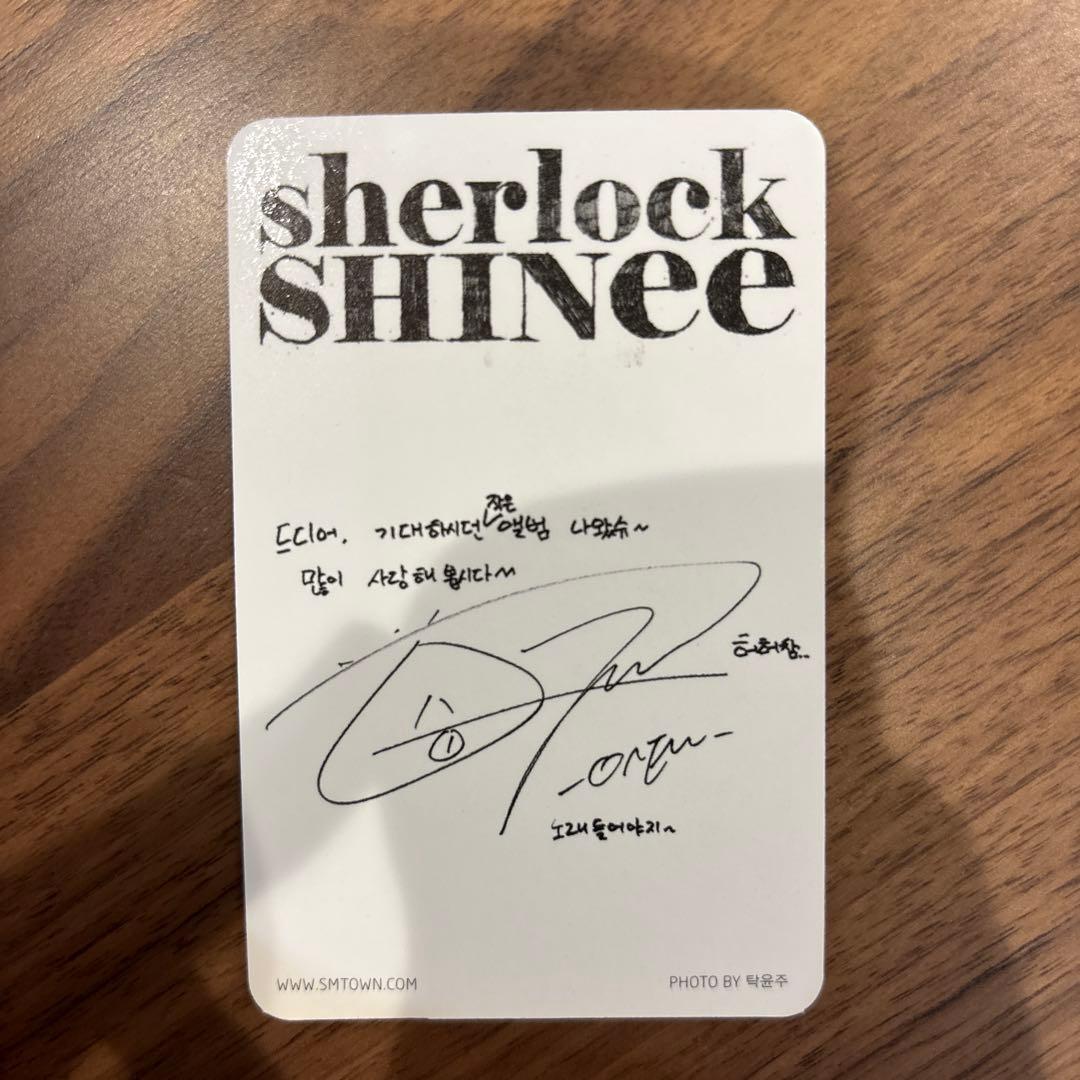 sherlock
SHINee
드디어, 기대하시던 작은 앨범 나왔슈~
많이 사랑해 봅시다~
허허참..
노래들어야지~
WWW.SMTOWN.COM
PHOTO BY 탁윤주